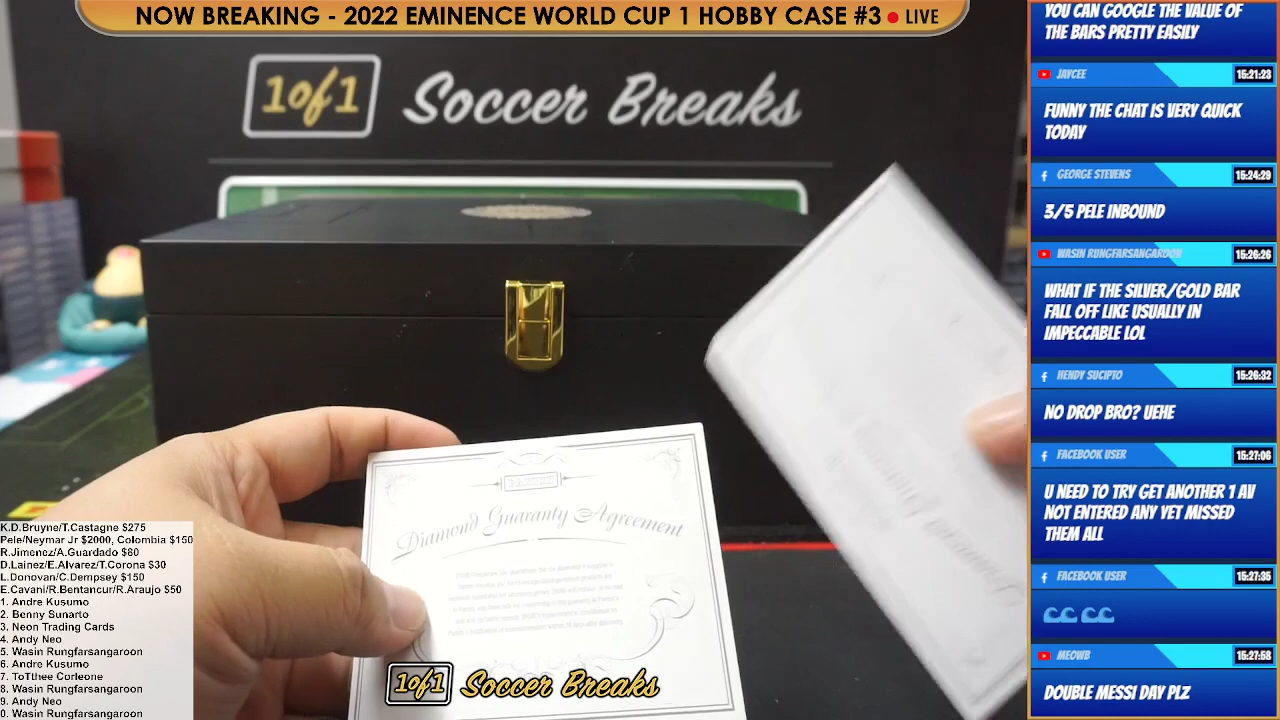 NOW BREAKING - 2022 EMINENCE WORLD CUP 1 HOBBY CASE #3 ● LIVE
1of1 Soccer Breaks
Diamond Guaranty Agreement
1of1 Soccer Breaks
K.D.Bruyne/T.Castagne $275
Pele/Neymar Jr $2000, Colombia $150
R.Jimenez/A.Guardado $80
D.Lainez/E.Alvarez/T.Corona $30
L.Donovan/C.Dempsey $150
E.Cavani/R.Bentancur/R.Araujo $50
1. Andre Kusumo
2. Benny Sunarto
3. Neon Trading Cards
4. Andy Neo
5. Wasin Rungfarsangaroon
6. Andre Kusumo
7. ToTthee Corleone
8. Wasin Rungfarsangaroon
9. Andy Neo
0. Wasin Rungfarsangaroon
YOU CAN GOOGLE THE VALUE OF
THE BARS PRETTY EASILY
JAYCEE 15:21:23
FUNNY THE CHAT IS VERY QUICK
TODAY
GEORGE STEVENS 15:24:29
3/5 PELE INBOUND
WASIN RUNGFARSANGAROON 15:26:26
WHAT IF THE SILVER/GOLD BAR
FALL OFF LIKE USUALLY IN
IMPECCABLE LOL
HENDY SUCIPTO 15:26:32
NO DROP BRO? UEHE
FACEBOOK USER 15:27:06
U NEED TO TRY GET ANOTHER 1 AV
NOT ENTERED ANY YET MISSED
THEM ALL
FACEBOOK USER 15:27:35
MEOWB 15:27:58
DOUBLE MESSI DAY PLZ